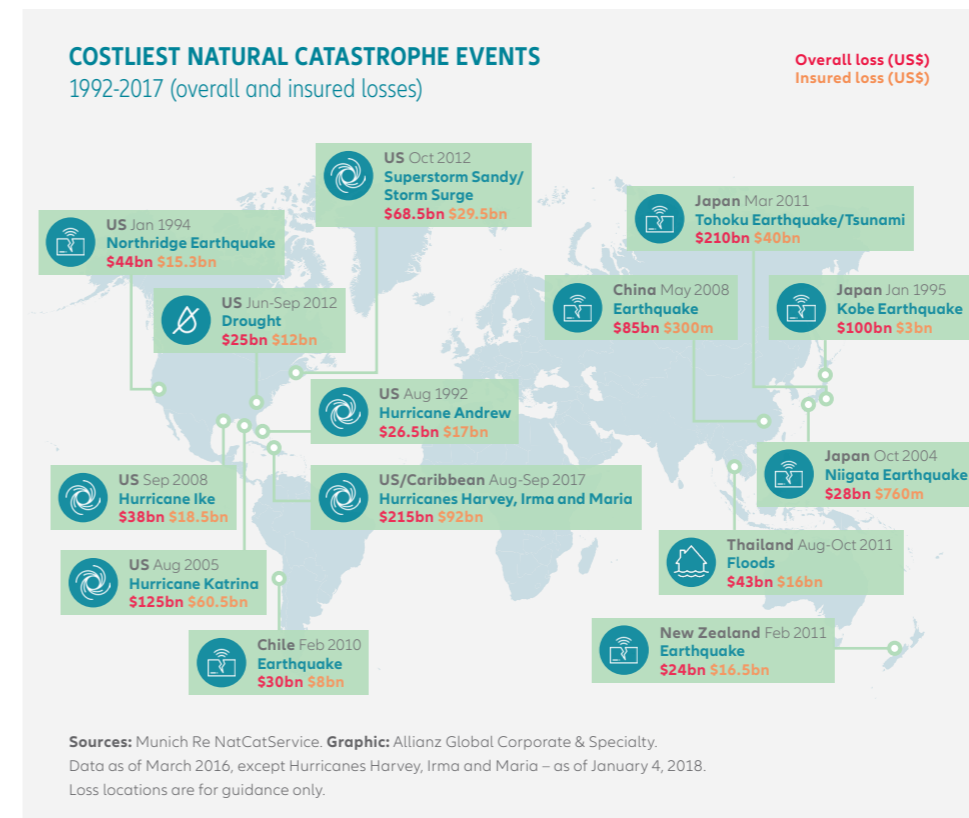 COSTLIEST NATURAL CATASTROPHE EVENTS
1992-2017 (overall and insured losses)
Overall loss (US$)
Insured loss (US$)
US Oct 2012
Superstorm Sandy/
Storm Surge
$68.5bn $29.5bn
Japan Mar 2011
Tohoku Earthquake/Tsunami
$210bn $40bn
US Jan 1994
Northridge Earthquake
$44bn $15.3bn
China May 2008
Earthquake
$85bn $300m
Japan Jan 1995
Kobe Earthquake
$100bn $3bn
US Jun-Sep 2012
Drought
$25bn $12bn
US Aug 1992
Hurricane Andrew
$26.5bn $17bn
Japan Oct 2004
Niigata Earthquake
$28bn $760m
US Sep 2008
Hurricane Ike
$38bn $18.5bn
US/Caribbean Aug-Sep 2017
Hurricanes Harvey, Irma and Maria
$215bn $92bn
Thailand Aug-Oct 2011
Floods
$43bn $16bn
US Aug 2005
Hurricane Katrina
$125bn $60.5bn
Chile Feb 2010
Earthquake
$30bn $8bn
New Zealand Feb 2011
Earthquake
$24bn $16.5bn
Sources: Munich Re NatCatService. Graphic: Allianz Global Corporate & Specialty.
Data as of March 2016, except Hurricanes Harvey, Irma and Maria – as of January 4, 2018.
Loss locations are for guidance only.